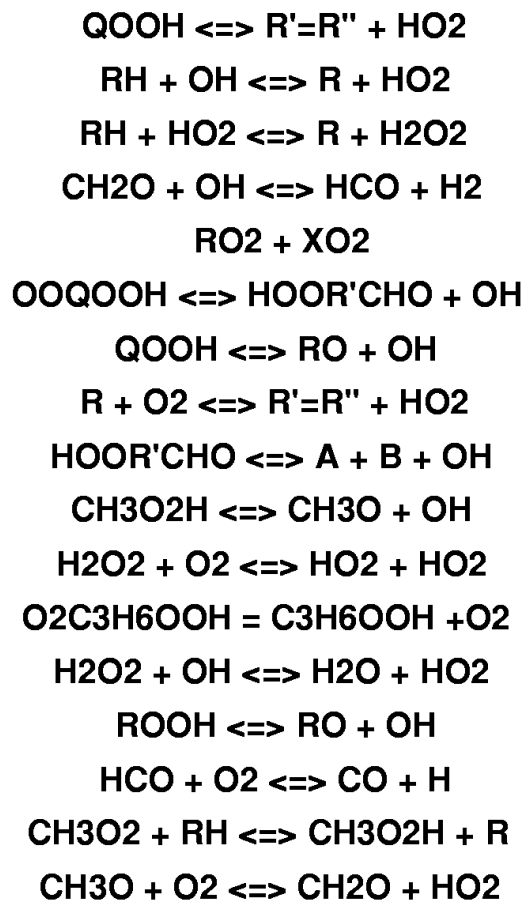 QOOH <=> R'=R" + HO2
RH + OH <=> R + HO2
RH + HO2 <=> R + H2O2
CH2O + OH <=> HCO + H2
RO2 + XO2
OOQOOH <=> HOOR'CHO + OH
QOOH <=> RO + OH
R + O2 <=> R'=R" + HO2
HOOR'CHO <=> A + B + OH
CH3O2H <=> CH3O + OH
H2O2 + O2 <=> HO2 + HO2
O2C3H6OOH = C3H6OOH +O2
H2O2 + OH <=> H2O + HO2
ROOH <=> RO + OH
HCO + O2 <=> CO + H
CH3O2 + RH <=> CH3O2H + R
CH3O + O2 <=> CH2O + HO2